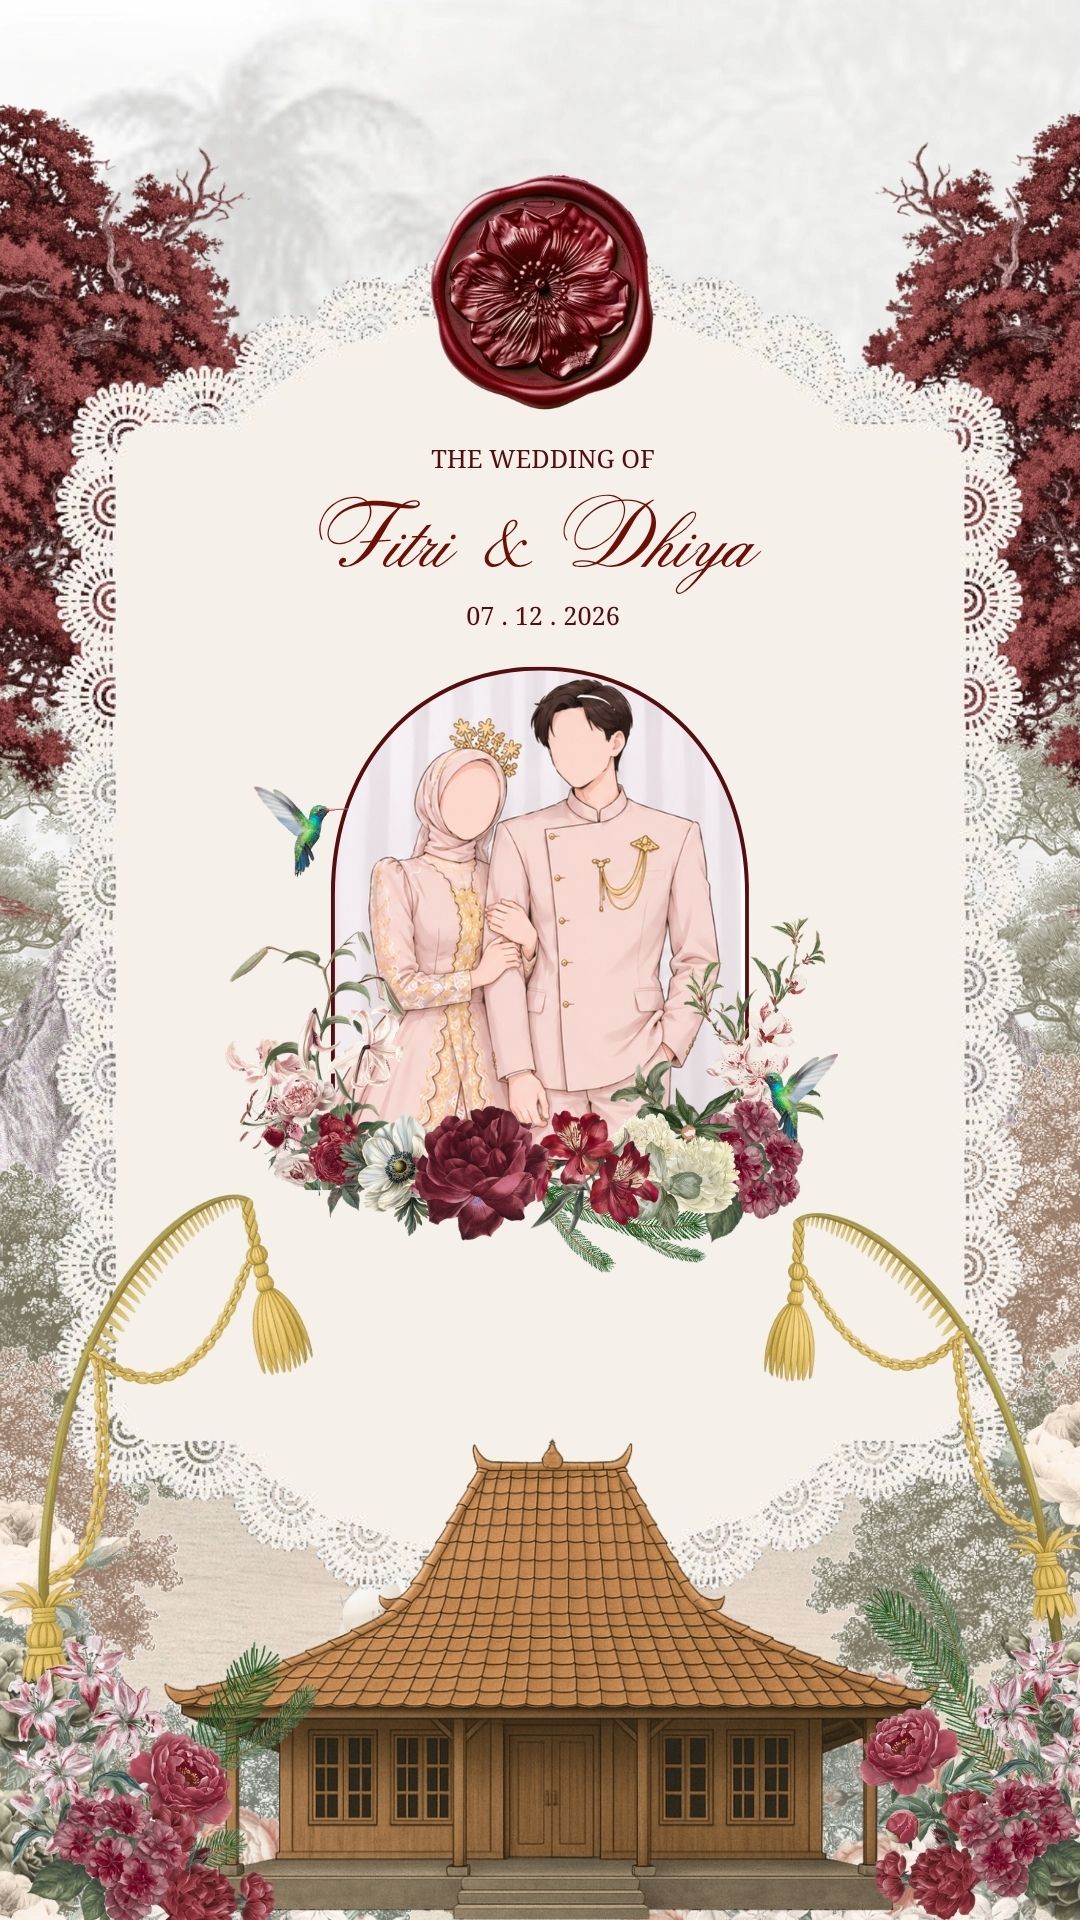 THE WEDDING OF
Fitri & Dhiya
07 . 12 . 2026